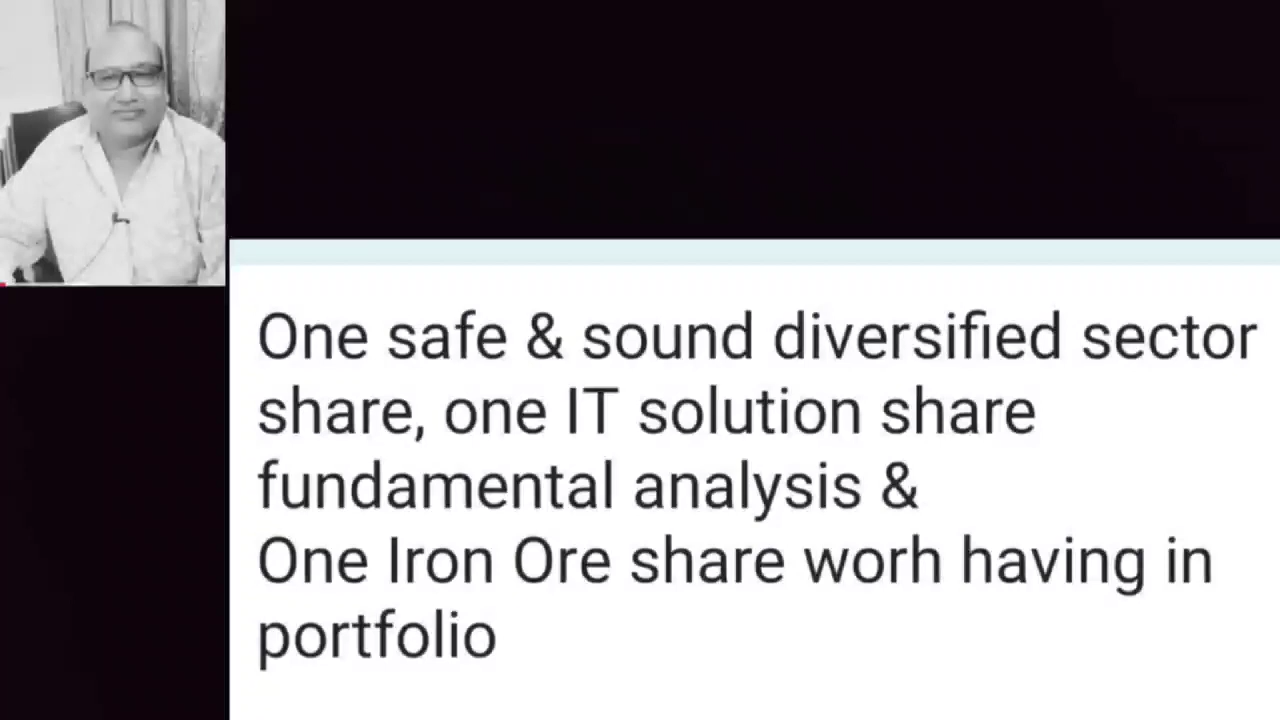 One safe & sound diversified sector
share, one IT solution share
fundamental analysis &
One Iron Ore share worh having in
portfolio